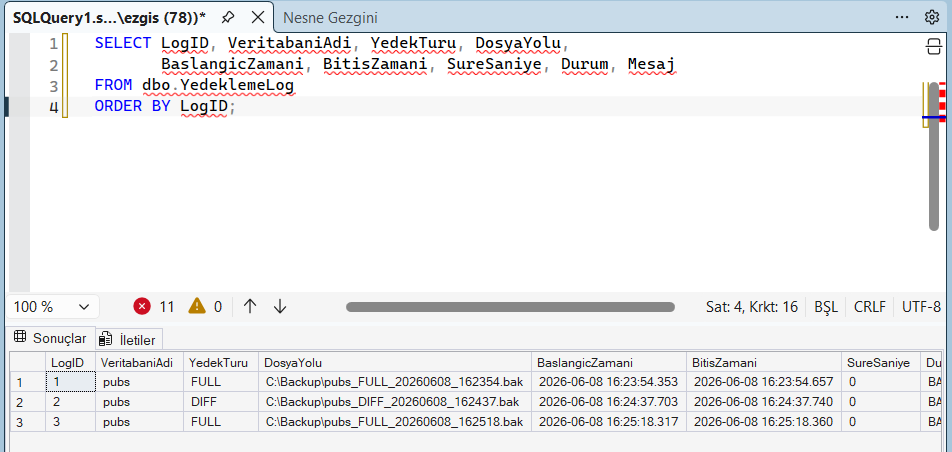 SQLQuery1.s...\ezgis (78))* Nesne Gezgini
1 SELECT LogID, VeritabaniAdi, YedekTuru, DosyaYolu,
2 BaslangicZamani, BitisZamani, SureSaniye, Durum, Mesaj
3 FROM dbo.YedeklemeLog
4 ORDER BY LogID;
100 % 11 0 Sat: 4, Krkt: 16 BŞL CRLF UTF-8
Sonuçlar İletiler
LogID VeritabaniAdi YedekTuru DosyaYolu BaslangicZamani BitisZamani SureSaniye Du
1 1 pubs FULL C:\Backup\pubs_FULL_20260608_162354.bak 2026-06-08 16:23:54.353 2026-06-08 16:23:54.657 0 BA
2 2 pubs DIFF C:\Backup\pubs_DIFF_20260608_162437.bak 2026-06-08 16:24:37.703 2026-06-08 16:24:37.740 0 BA
3 3 pubs FULL C:\Backup\pubs_FULL_20260608_162518.bak 2026-06-08 16:25:18.317 2026-06-08 16:25:18.360 0 BA